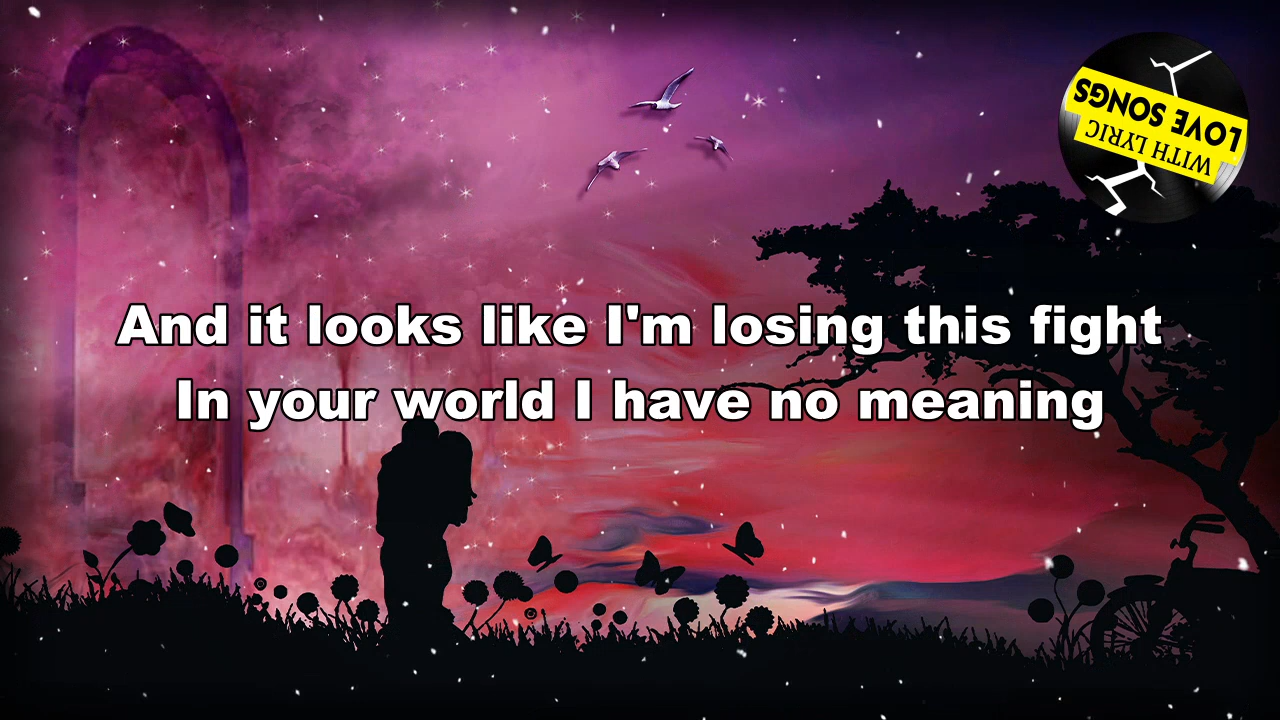 And it looks like I'm losing this fight
In your world I have no meaning
LOVE SONGS
WITH LYRIC